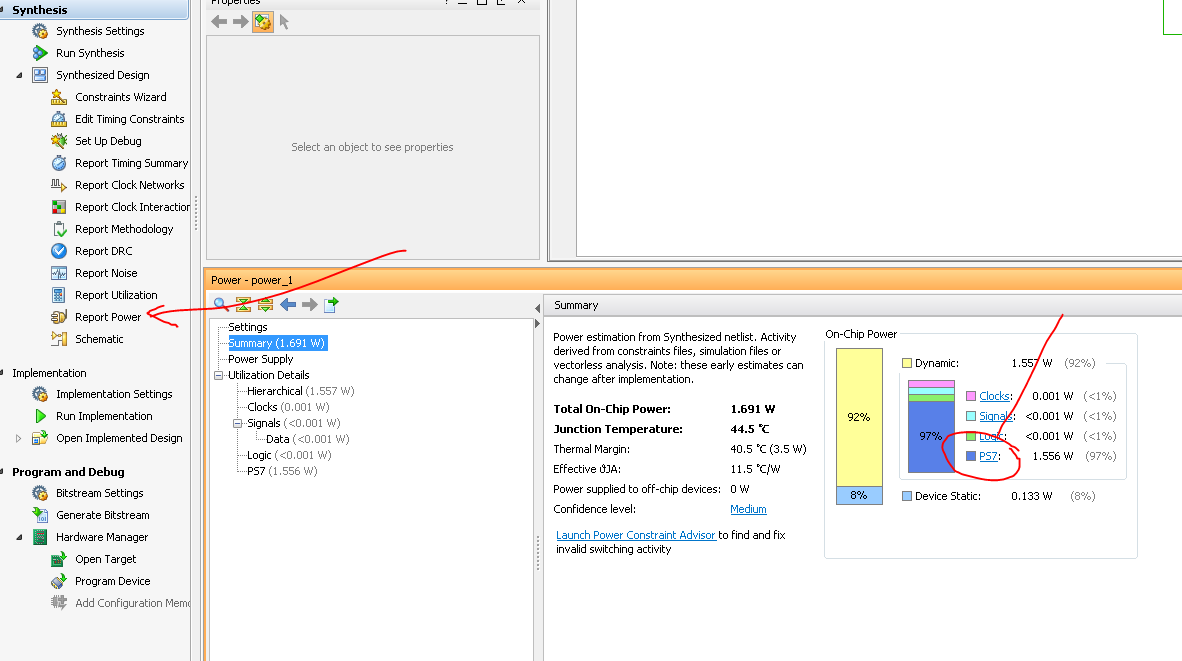 Synthesis
Synthesis Settings
Run Synthesis
Synthesized Design
Constraints Wizard
Edit Timing Constraints
Set Up Debug
Report Timing Summary
Report Clock Networks
Report Clock Interaction
Report Methodology
Report DRC
Report Noise
Report Utilization
Report Power
Schematic
Implementation
Implementation Settings
Run Implementation
Open Implemented Design
Program and Debug
Bitstream Settings
Generate Bitstream
Hardware Manager
Open Target
Program Device
Add Configuration Memo
Properties
Select an object to see properties
Power - power_1
Settings
Summary (1.691 W)
Power Supply
Utilization Details
Hierarchical (1.557 W)
Clocks (0.001 W)
Signals (<0.001 W)
Data (<0.001 W)
Logic (<0.001 W)
PS7 (1.556 W)
Summary
Power estimation from Synthesized netlist. Activity
derived from constraints files, simulation files or
vectorless analysis. Note: these early estimates can
change after implementation.
Total On-Chip Power: 1.691 W
Junction Temperature: 44.5 °C
Thermal Margin: 40.5 °C (3.5 W)
Effective ϑJA: 11.5 °C/W
Power supplied to off-chip devices: 0 W
Confidence level: Medium
Launch Power Constraint Advisor to find and fix
invalid switching activity
On-Chip Power
92%
8%
Dynamic: 1.557 W (92%)
97%
Clocks: 0.001 W (<1%)
Signals: <0.001 W (<1%)
Logic: <0.001 W (<1%)
PS7: 1.556 W (97%)
Device Static: 0.133 W (8%)